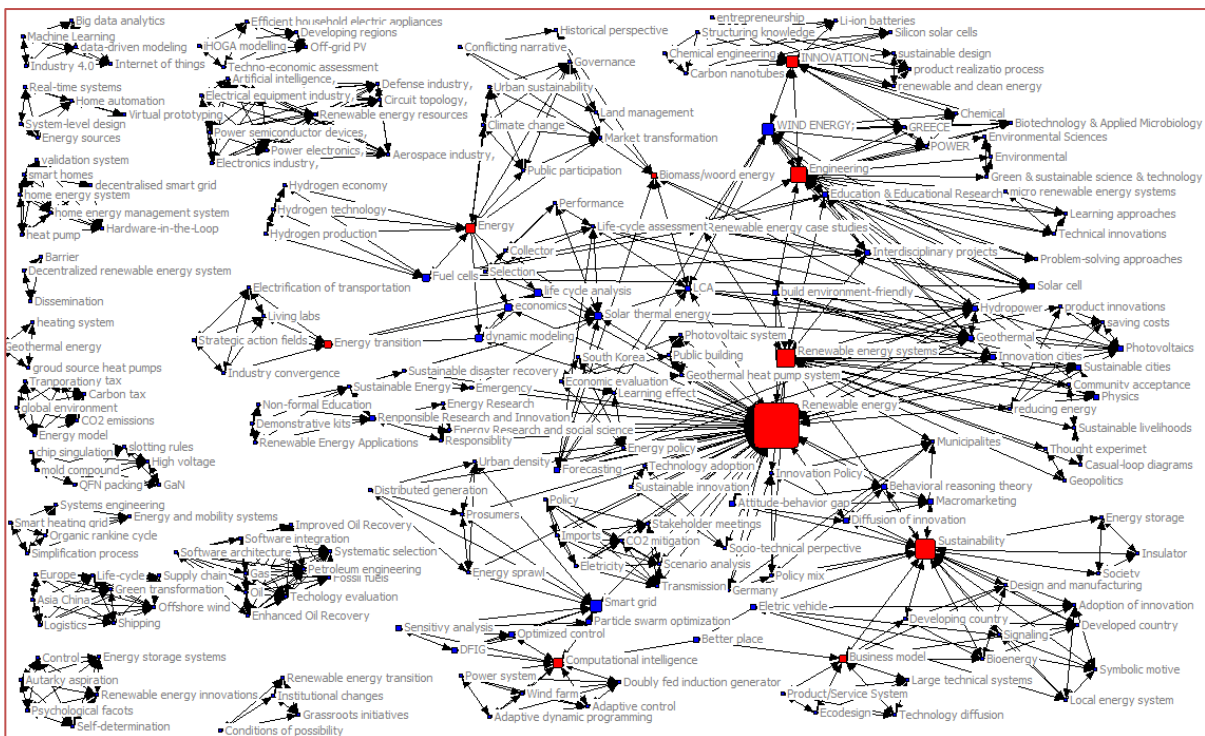 Big data analytics
Machine Learning
data-driven modeling
Industry 4.0
Internet of things
Real-time systems
Home automation
Virtual prototyping
System-level design
Energy sources
validation system
smart homes
decentralised smart grid
home energy system
home energy management system
Hardware-in-the-Loop
heat pump
Barrier
Decentralized renewable energy system
Dissemination
heating system
Geothermal energy
groud source heat pumps
Tranporationy tax
Carbon tax
global environment
CO2 emissions
Energy model
chip singulation
slotting rules
mold compound
High voltage
QFN packing
GaN
Systems engineering
Smart heating grid
Energy and mobility systems
Organic rankine cycle
Simplification process
Europe
Life-cycle
Supply chain
Green transformation
Asia China
Offshore wind
Logistics
Shipping
Control
Energy storage systems
Autarky aspiration
Renewable energy innovations
Psychological facots
Self-determination
Efficient household electric appliances
Developing regions
iHOGA modelling
Off-grid PV
Techno-economic assessment
Artificial intelligence,
Defense industry,
Electrical equipment industry, d
Circuit topology,
Renewable energy resources
Power semiconductor devices,
Power electronics,
Aerospace industry,
Electronics industry,
Hydrogen economy
Hydrogen technology
Hydrogen production
Electrification of transportation
Living labs
Strategic action fields
Energy transition
Industry convergence
Sustainable disaster recovery
Sustainable Energy
Emergency
Non-formal Education
Energy Research
Demonstrative kits
Renponsible Research and Innovation
Energy Research and social science
Renewable Energy Applications
Responsiblity
Improved Oil Recovery
Software integration
Software architecture
Systematic selection
Gas
Petroleum engineering
Fossil fuels
Oil
Techology evaluation
Enhanced Oil Recovery
Renewable energy transition
Institutional changes
Grassroots initiatives
Conditions of possibility
Historical perspective
Conflicting narrative
Governance
Urban sustainability
Land management
Climate change
Market transformation
Public participation
Biomass/woord energy
Energy
Performance
Life-cycle assessment
Renewable energy case studies
Collector
Fuel cells
Selection
life cycle analysis
LCA
economics
Solar thermal energy
dynamic modeling
build environment-friendly
Photovoltaic system
South Korea
Public building
Renewable energy systems
Economic evaluation
Geothermal heat pump system
Learning effect
Renewable energy
Energy policy
Urban density
Forecasting
Technology adoption
Innovation Policy
Distributed generation
Sustainable innovation
Attitude-behavior gap
Policy
Prosumers
Stakeholder meetings
Imports
CO2 mitigation
Socio-technical perpective
Eletricity
Scenario analysis
Energy sprawl
Transmission
Policy mix
Germany
Smart grid
Particle swarm optimization
Sensitivy analysis
Optimized control
Better place
DFIG
Computational intelligence
Power system
Doubly fed induction generator
Wind farm
Adaptive control
Adaptive dynamic programming
entrepreneurship
Li-ion batteries
Structuring knowledge
Silicon solar cells
Chemical engineering
INNOVATION
sustainable design
product realizatio process
Carbon nanotubes
renewable and clean energy
Chemical
WIND ENERGY;
GREECE
Biotechnology & Applied Microbiology
Environmental Sciences
POWER
Environmental
Engineering
Green & sustainable science & technology
Education & Educational Research
micro renewable energy systems
Learning approaches
Technical innovations
Interdisciplinary projects
Problem-solving approaches
Solar cell
Hydropower
product innovations
saving costs
Geothermal
Photovoltaics
Innovation cities
Sustainable cities
Community acceptance
Physics
reducing energy
Sustainable livelihoods
Municipalites
Thought experimet
Casual-loop diagrams
Geopolitics
Behavioral reasoning theory
Macromarketing
Diffusion of innovation
Energy storage
Sustainability
Insulator
Society
Design and manufacturing
Eletric vehicle
Adoption of innovation
Developing country
Developed country
Signaling
Business model
Bioenergy
Symbolic motive
Large technical systems
Product/Service System
Local energy system
Ecodesign
Technology diffusion